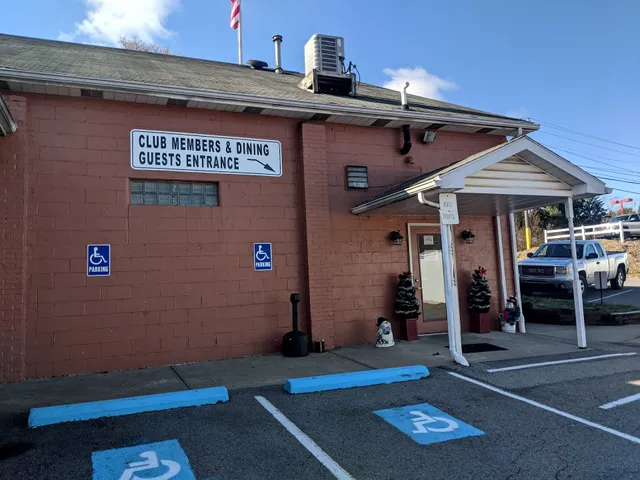 CLUB MEMBERS & DINING
GUESTS ENTRANCE
PARKING
PARKING